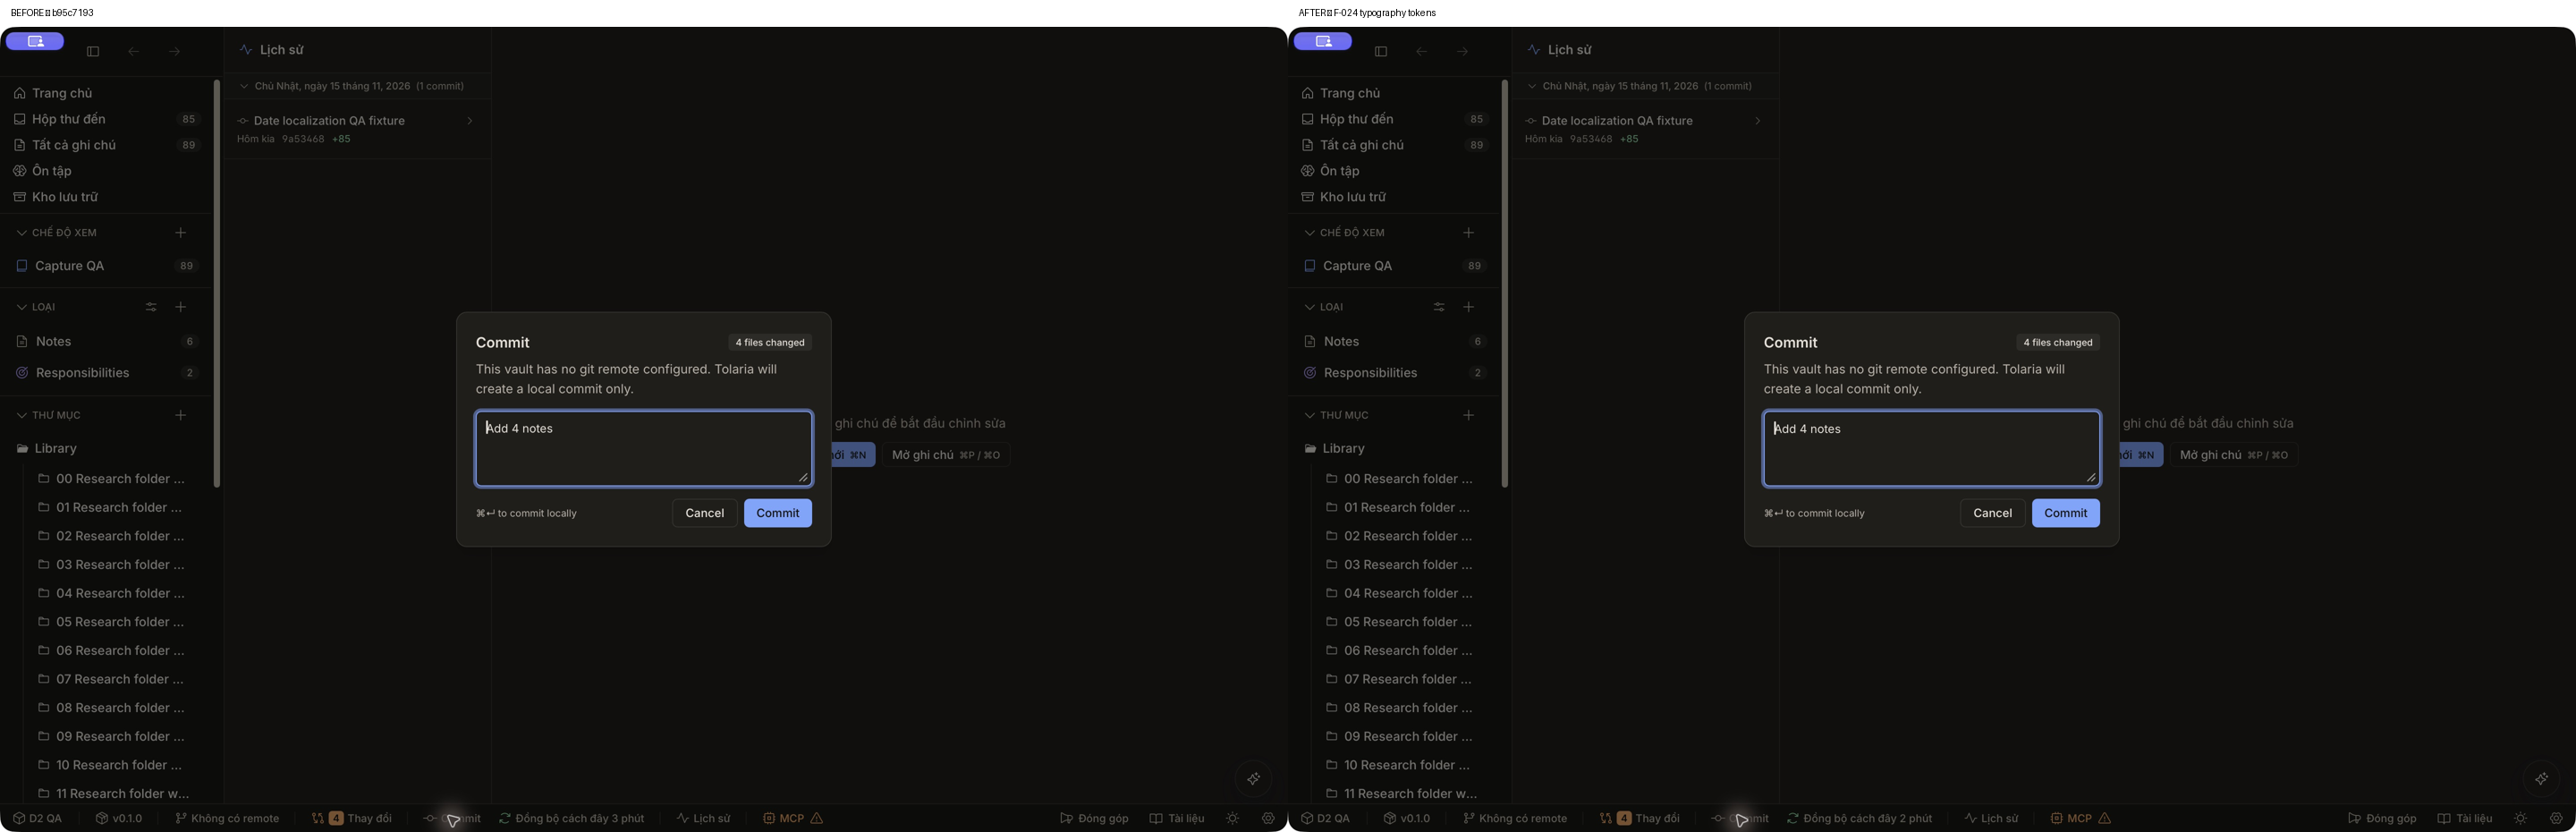 BEFORE b95c7193
Lịch sử
Chủ Nhật, ngày 15 tháng 11, 2026 (1 commit)
Trang chủ
Hộp thư đến 85
Date localization QA fixture
Hôm kia 9a53468 +85
Tất cả ghi chú 89
Ôn tập
Kho lưu trữ
CHẾ ĐỘ XEM
Capture QA 89
LOẠI
Notes 6
Responsibilities 2
THƯ MỤC
Library
00 Research folder ...
01 Research folder ...
02 Research folder ...
03 Research folder ...
04 Research folder ...
05 Research folder ...
06 Research folder ...
07 Research folder ...
08 Research folder ...
09 Research folder ...
10 Research folder ...
11 Research folder w...
Commit 4 files changed
This vault has no git remote configured. Tolaria will
create a local commit only.
Add 4 notes
⌘↵ to commit locally Cancel Commit
ghi chú để bắt đầu chỉnh sửa
⌘N Mở ghi chú ⌘P / ⌘O
D2 QA v0.1.0 Không có remote 4 Thay đổi Đồng bộ cách đây 3 phút Lịch sử MCP Đóng góp Tài liệu
AFTER F-024 typography tokens
Lịch sử
Chủ Nhật, ngày 15 tháng 11, 2026 (1 commit)
Trang chủ
Hộp thư đến 85
Date localization QA fixture
Hôm kia 9a53468 +85
Tất cả ghi chú 89
Ôn tập
Kho lưu trữ
CHẾ ĐỘ XEM
Capture QA 89
LOẠI
Notes 6
Responsibilities 2
THƯ MỤC
Library
00 Research folder ...
01 Research folder ...
02 Research folder ...
03 Research folder ...
04 Research folder ...
05 Research folder ...
06 Research folder ...
07 Research folder ...
08 Research folder ...
09 Research folder ...
10 Research folder ...
11 Research folder w...
Commit 4 files changed
This vault has no git remote configured. Tolaria will
create a local commit only.
Add 4 notes
⌘↵ to commit locally Cancel Commit
ghi chú để bắt đầu chỉnh sửa
⌘N Mở ghi chú ⌘P / ⌘O
D2 QA v0.1.0 Không có remote 4 Thay đổi Đồng bộ cách đây 2 phút Lịch sử MCP Đóng góp Tài liệu